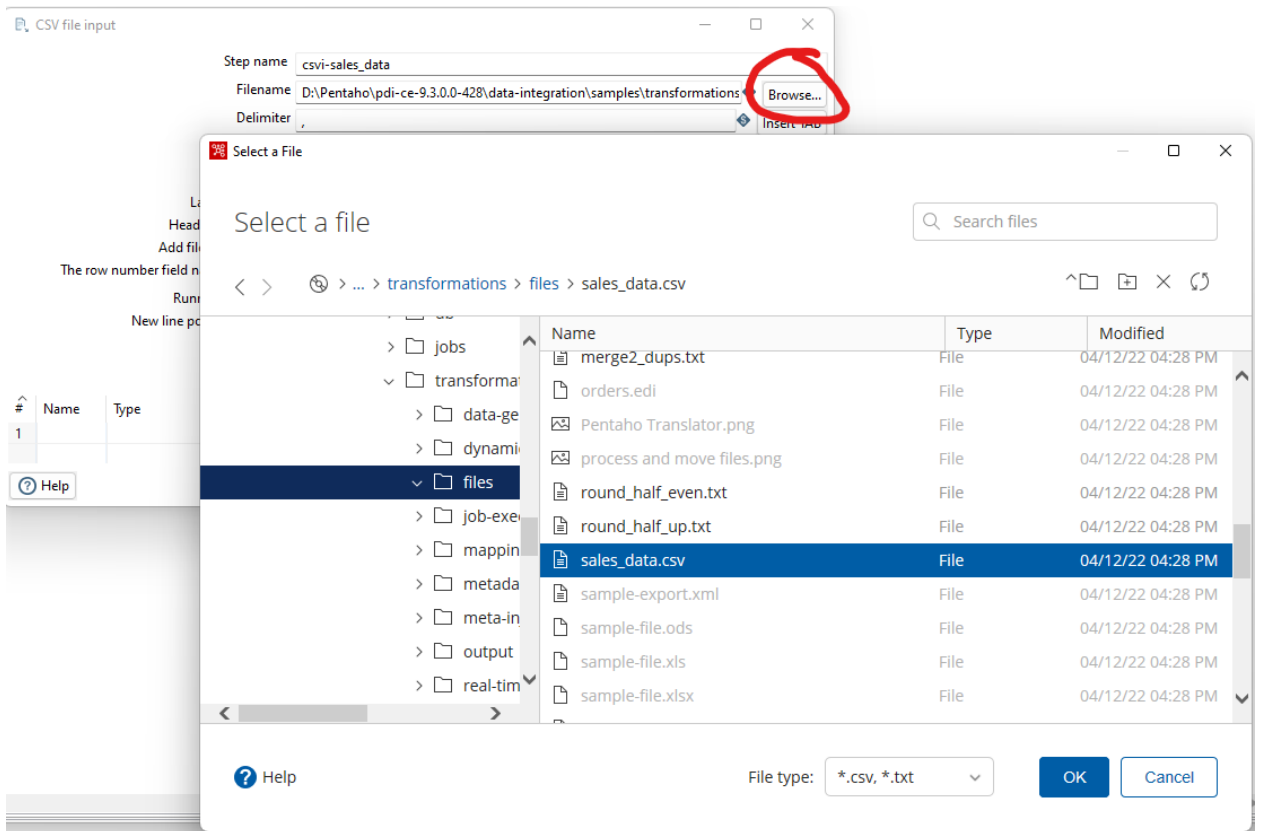 CSV file input
Step name csvi-sales_data
Filename D:\Pentaho\pdi-ce-9.3.0.0-428\data-integration\samples\transformations Browse...
Delimiter , Insert TAB
Select a File
Select a file
Search files
Head
Add
The row number field
New line
> ... > transformations > files > sales_data.csv
Name Type Modified
jobs
transforma
data-ge
dynami
files
job-exe
mappin
metada
meta-in
output
real-tim
merge2_dups.txt File 04/12/22 04:28 PM
orders.edi File 04/12/22 04:28 PM
Pentaho Translator.png File 04/12/22 04:28 PM
process and move files.png File 04/12/22 04:28 PM
round_half_even.txt File 04/12/22 04:28 PM
round_half_up.txt File 04/12/22 04:28 PM
sales_data.csv File 04/12/22 04:28 PM
sample-export.xml File 04/12/22 04:28 PM
sample-file.ods File 04/12/22 04:28 PM
sample-file.xls File 04/12/22 04:28 PM
sample-file.xlsx File 04/12/22 04:28 PM
# Name Type
1
Help
Help
File type: *.csv, *.txt
OK
Cancel